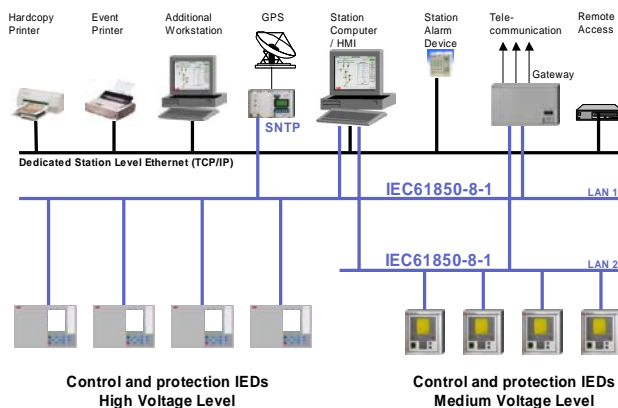 Hardcopy
Printer
Event
Printer
Additional
Workstation
GPS
Station
Computer
/ HMI
Station
Alarm
Device
Tele-
communication
Remote
Access
Gateway
SNTP
Dedicated Station Level Ethernet (TCP/IP)
IEC61850-8-1
LAN 1
IEC61850-8-1
LAN 2
Control and protection IEDs
High Voltage Level
Control and protection IEDs
Medium Voltage Level